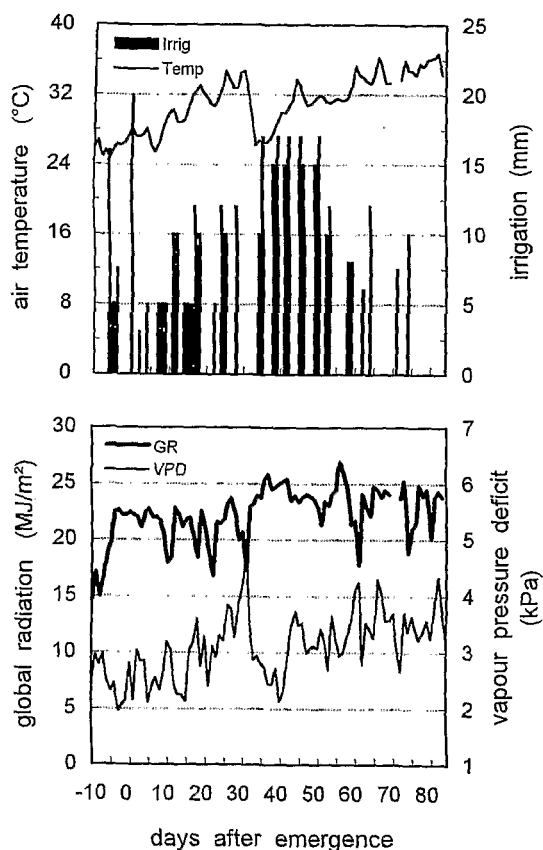 40 25
Irrig
Temp
32 20
24 15
16 10
8 5
0 0
air temperature (°C)
irrigation (mm)
30 7
GR
VPD
25 6
20 5
15 4
10 3
5 2
0 1
global radiation (MJ/m²)
vapour pressure deficit
(kPa)
-10 0 10 20 30 40 50 60 70 80
days after emergence